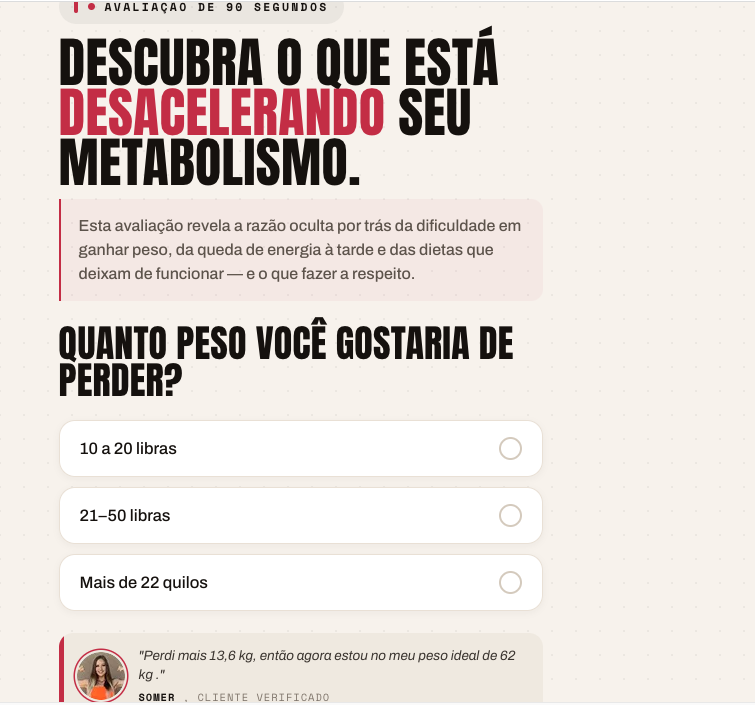 AVALIAÇÃO DE 90 SEGUNDOS
DESCUBRA O QUE ESTÁ
DESACELERANDO SEU
METABOLISMO.
Esta avaliação revela a razão oculta por trás da dificuldade em
ganhar peso, da queda de energia à tarde e das dietas que
deixam de funcionar — e o que fazer a respeito.
QUANTO PESO VOCÊ GOSTARIA DE
PERDER?
10 a 20 libras
21–50 libras
Mais de 22 quilos
"Perdi mais 13,6 kg, então agora estou no meu peso ideal de 62
kg ."
SOMER . CLIENTE VERIFICADO